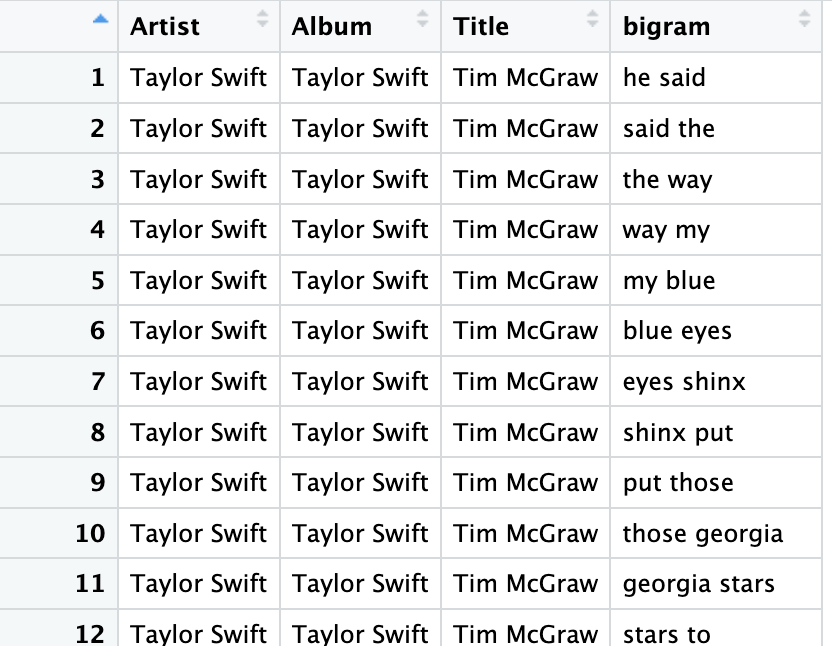 Artist Album Title bigram
1 Taylor Swift Taylor Swift Tim McGraw he said
2 Taylor Swift Taylor Swift Tim McGraw said the
3 Taylor Swift Taylor Swift Tim McGraw the way
4 Taylor Swift Taylor Swift Tim McGraw way my
5 Taylor Swift Taylor Swift Tim McGraw my blue
6 Taylor Swift Taylor Swift Tim McGraw blue eyes
7 Taylor Swift Taylor Swift Tim McGraw eyes shinx
8 Taylor Swift Taylor Swift Tim McGraw shinx put
9 Taylor Swift Taylor Swift Tim McGraw put those
10 Taylor Swift Taylor Swift Tim McGraw those georgia
11 Taylor Swift Taylor Swift Tim McGraw georgia stars
12 Taylor Swift Taylor Swift Tim McGraw stars to